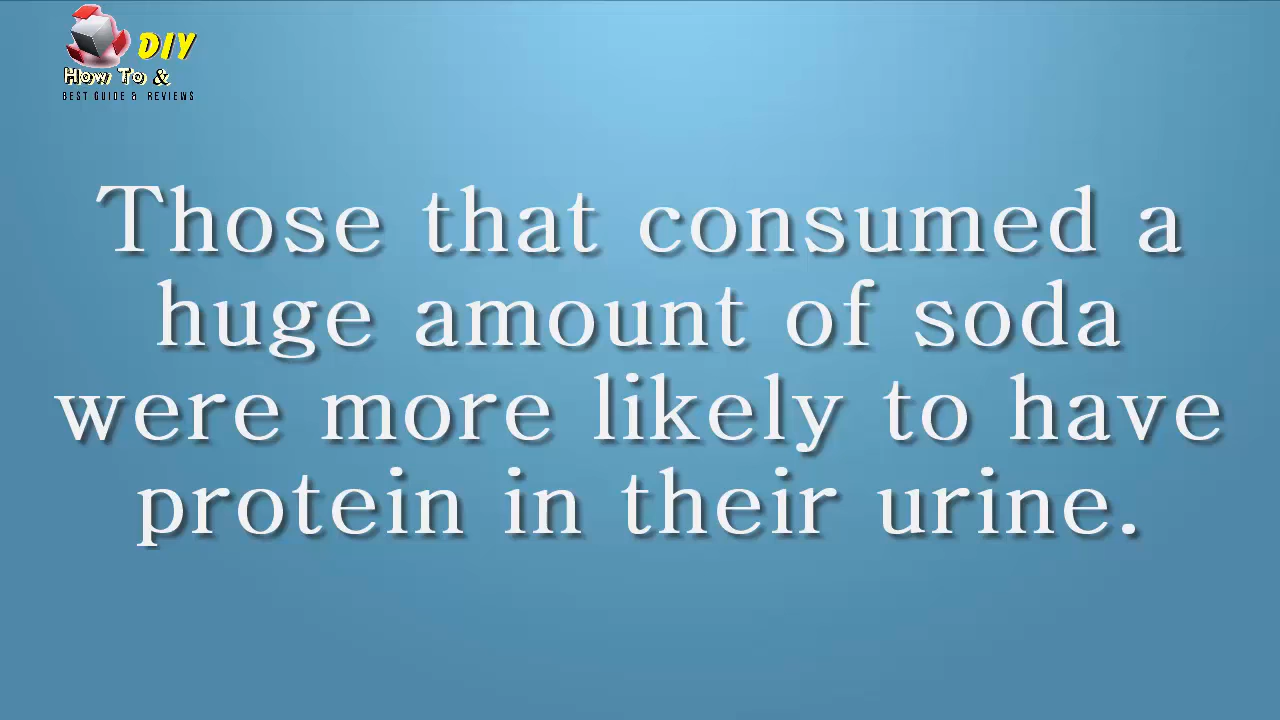 DIY
How To &
BEST GUIDE & REVIEWS
Those that consumed a
huge amount of soda
were more likely to have
protein in their urine.